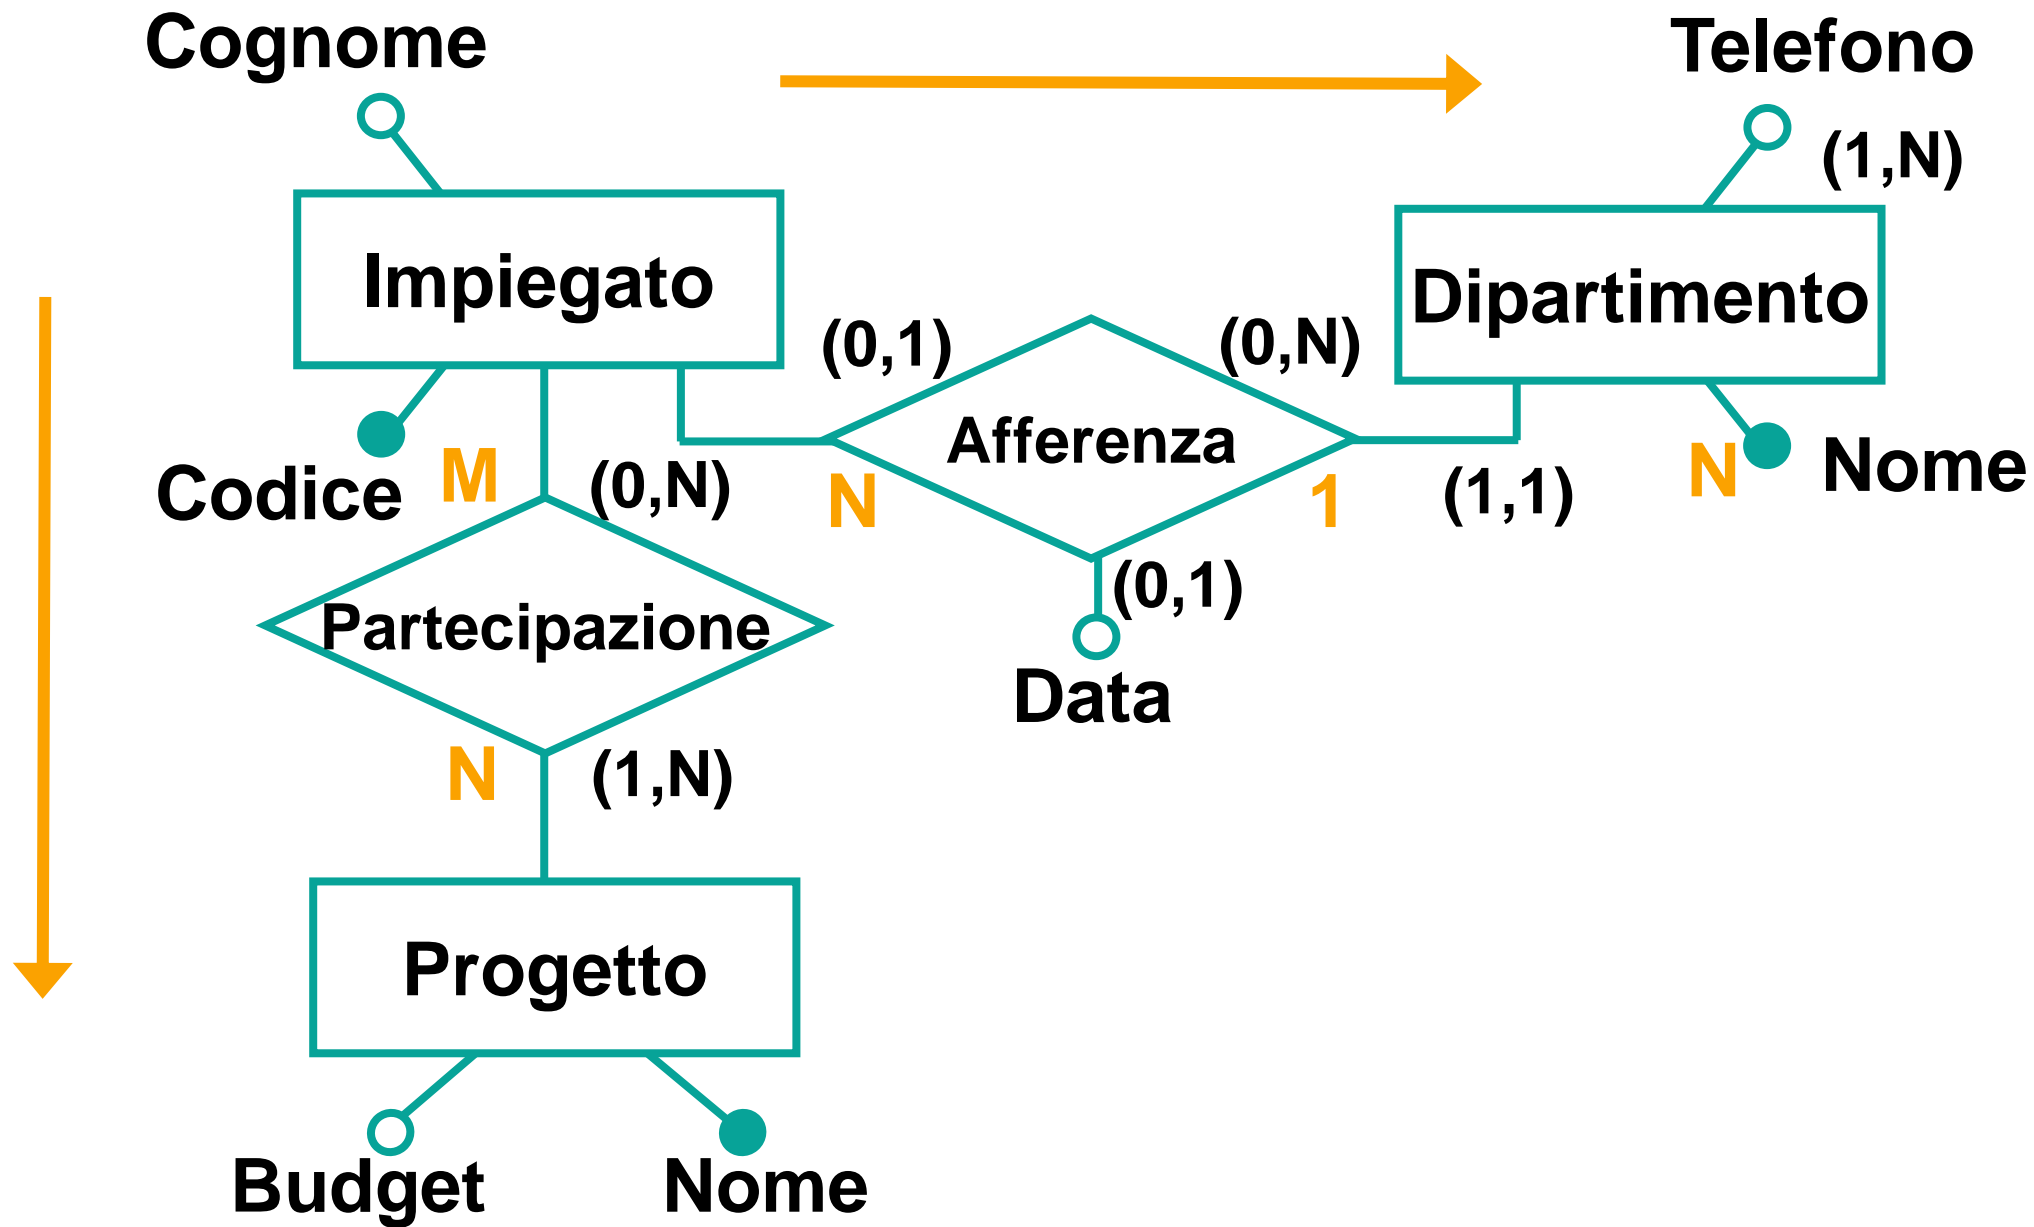 Cognome
Telefono
(1,N)
Impiegato
Dipartimento
(0,1)
(0,N)
Afferenza
Codice
M
(0,N)
N
1
(1,1)
N
Nome
(0,1)
Partecipazione
Data
N
(1,N)
Progetto
Budget
Nome